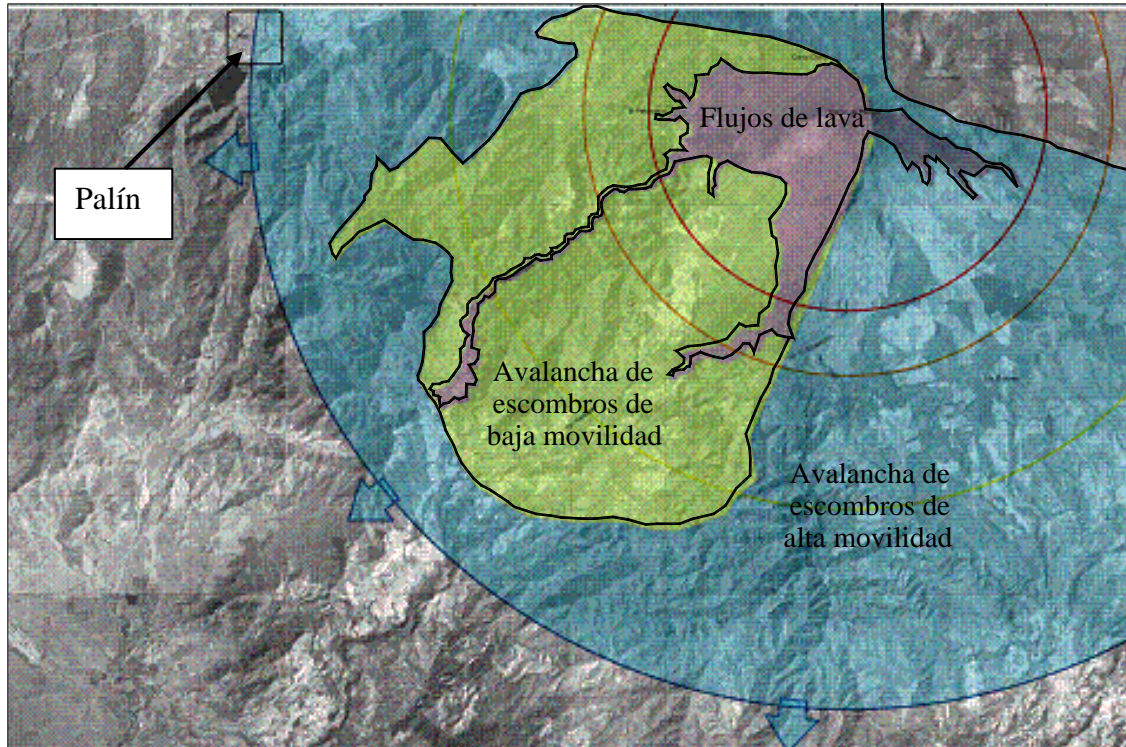 Flujos de lava
Palín
Avalancha de
escombros de
baja movilidad
Avalancha de
escombros de
alta movilidad